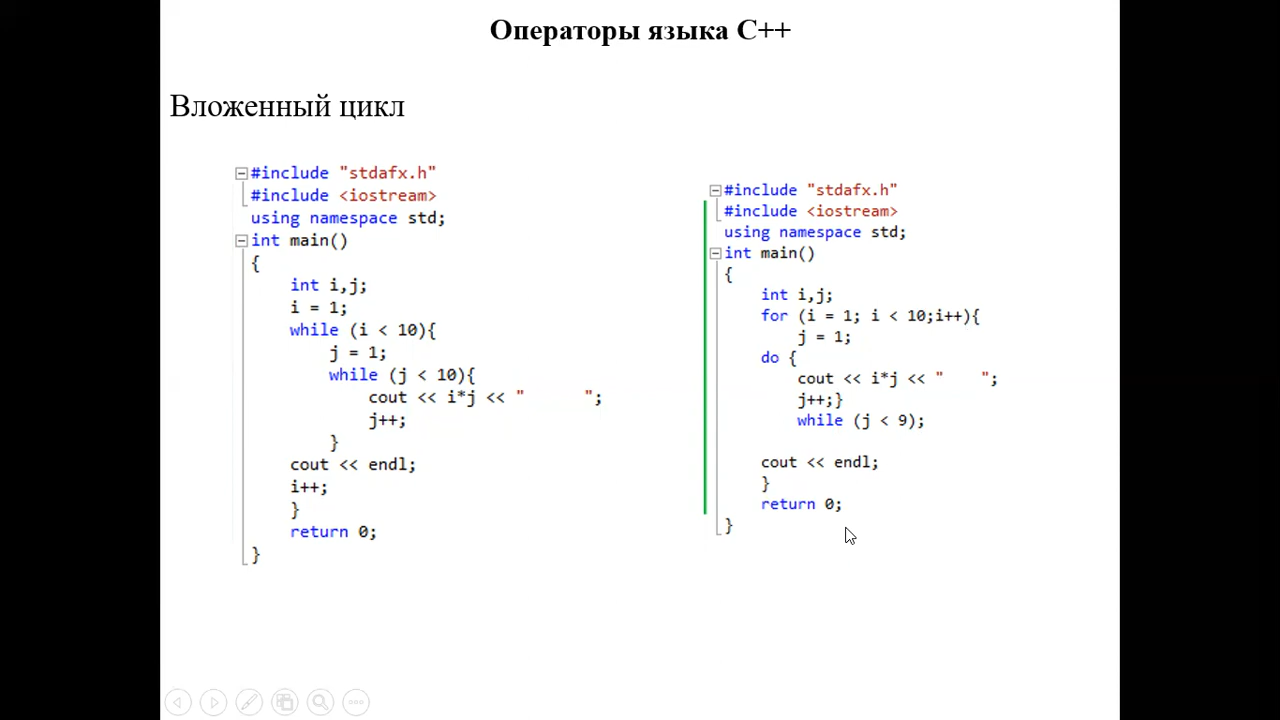 Операторы языка C++
Вложенный цикл
#include "stdafx.h"
#include <iostream>
using namespace std;
int main()
{
int i,j;
i = 1;
while (i < 10){
j = 1;
while (j < 10){
cout << i*j << "      ";
j++;
}
cout << endl;
i++;
}
return 0;
}
#include "stdafx.h"
#include <iostream>
using namespace std;
int main()
{
int i,j;
for (i = 1; i < 10;i++){
j = 1;
do {
cout << i*j << "    ";
j++;}
while (j < 9);
cout << endl;
}
return 0;
}